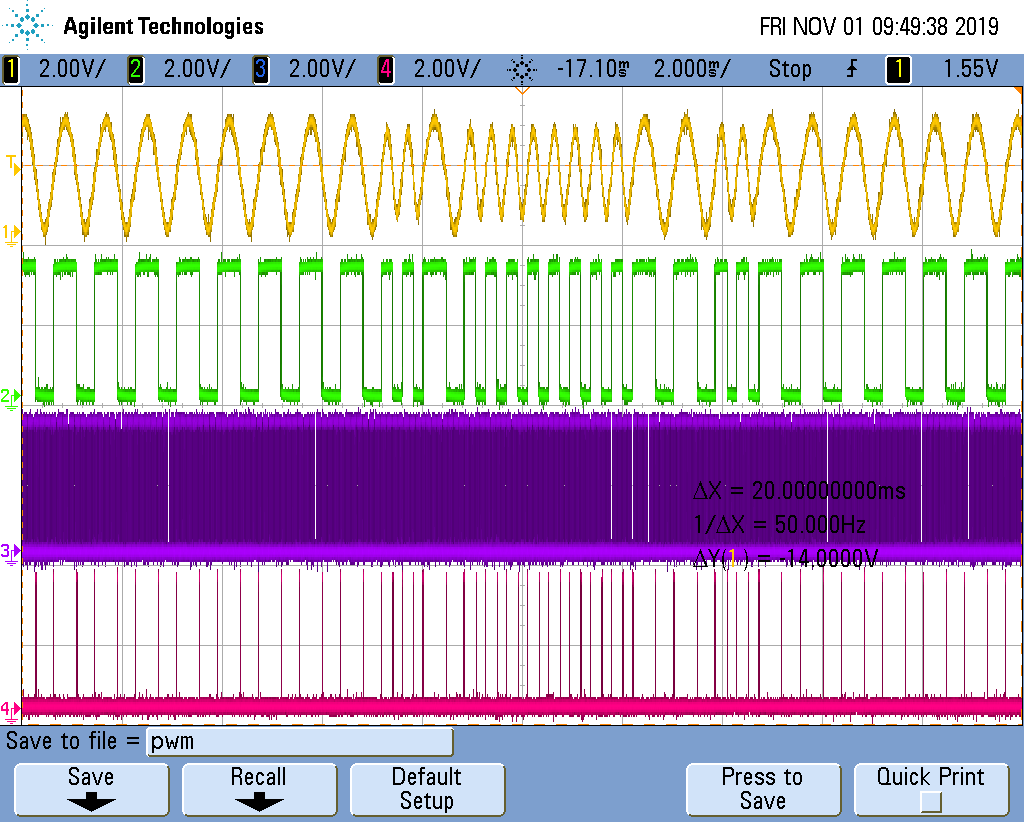 Agilent Technologies FRI NOV 01 09:49:38 2019
1 2.00V/ 2 2.00V/ 3 2.00V/ 4 2.00V/ -17.10ms 2.000ms/ Stop 1 1.55V
T
1
2
3
ΔX = 20.00000000ms
1/ΔX = 50.000Hz
ΔY(1) = -14.0000V
4
Save to file = pwm
Save Recall Default Setup Press to Save Quick Print